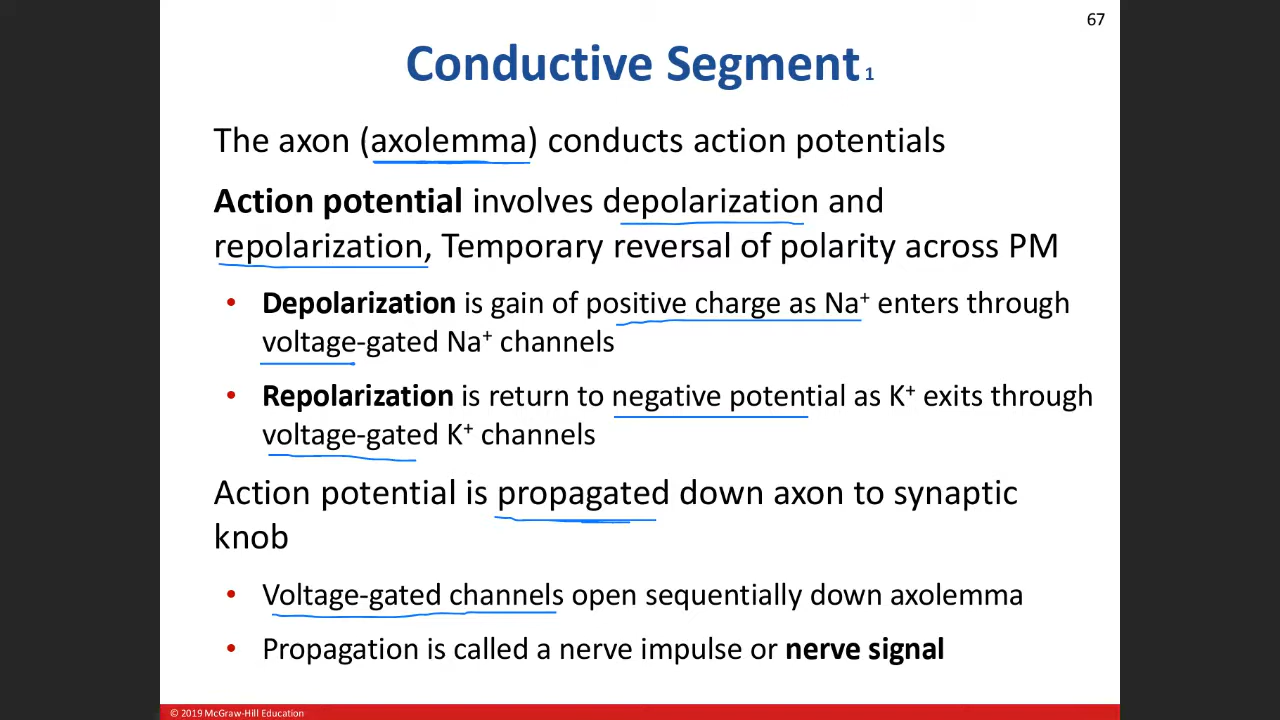 67
Conductive Segment 1
The axon (axolemma) conducts action potentials
Action potential involves depolarization and
repolarization, Temporary reversal of polarity across PM
• Depolarization is gain of positive charge as Na⁺ enters through
voltage-gated Na⁺ channels
• Repolarization is return to negative potential as K⁺ exits through
voltage-gated K⁺ channels
Action potential is propagated down axon to synaptic
knob
• Voltage-gated channels open sequentially down axolemma
• Propagation is called a nerve impulse or nerve signal
© 2019 McGraw-Hill Education